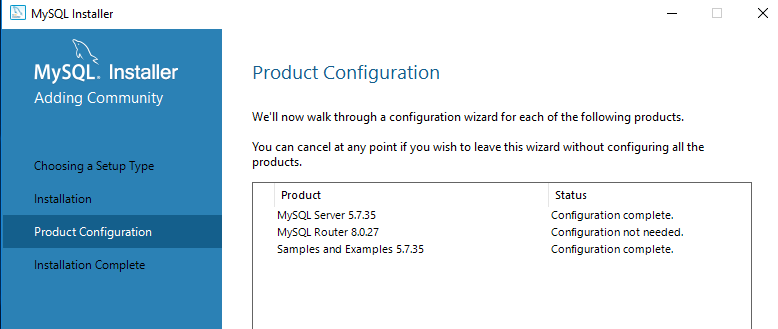 MySQL Installer
MySQL. Installer
Adding Community
Choosing a Setup Type
Installation
Product Configuration
Installation Complete
Product Configuration
We'll now walk through a configuration wizard for each of the following products.
You can cancel at any point if you wish to leave this wizard without configuring all the
products.
Product Status
MySQL Server 5.7.35 Configuration complete.
MySQL Router 8.0.27 Configuration not needed.
Samples and Examples 5.7.35 Configuration complete.